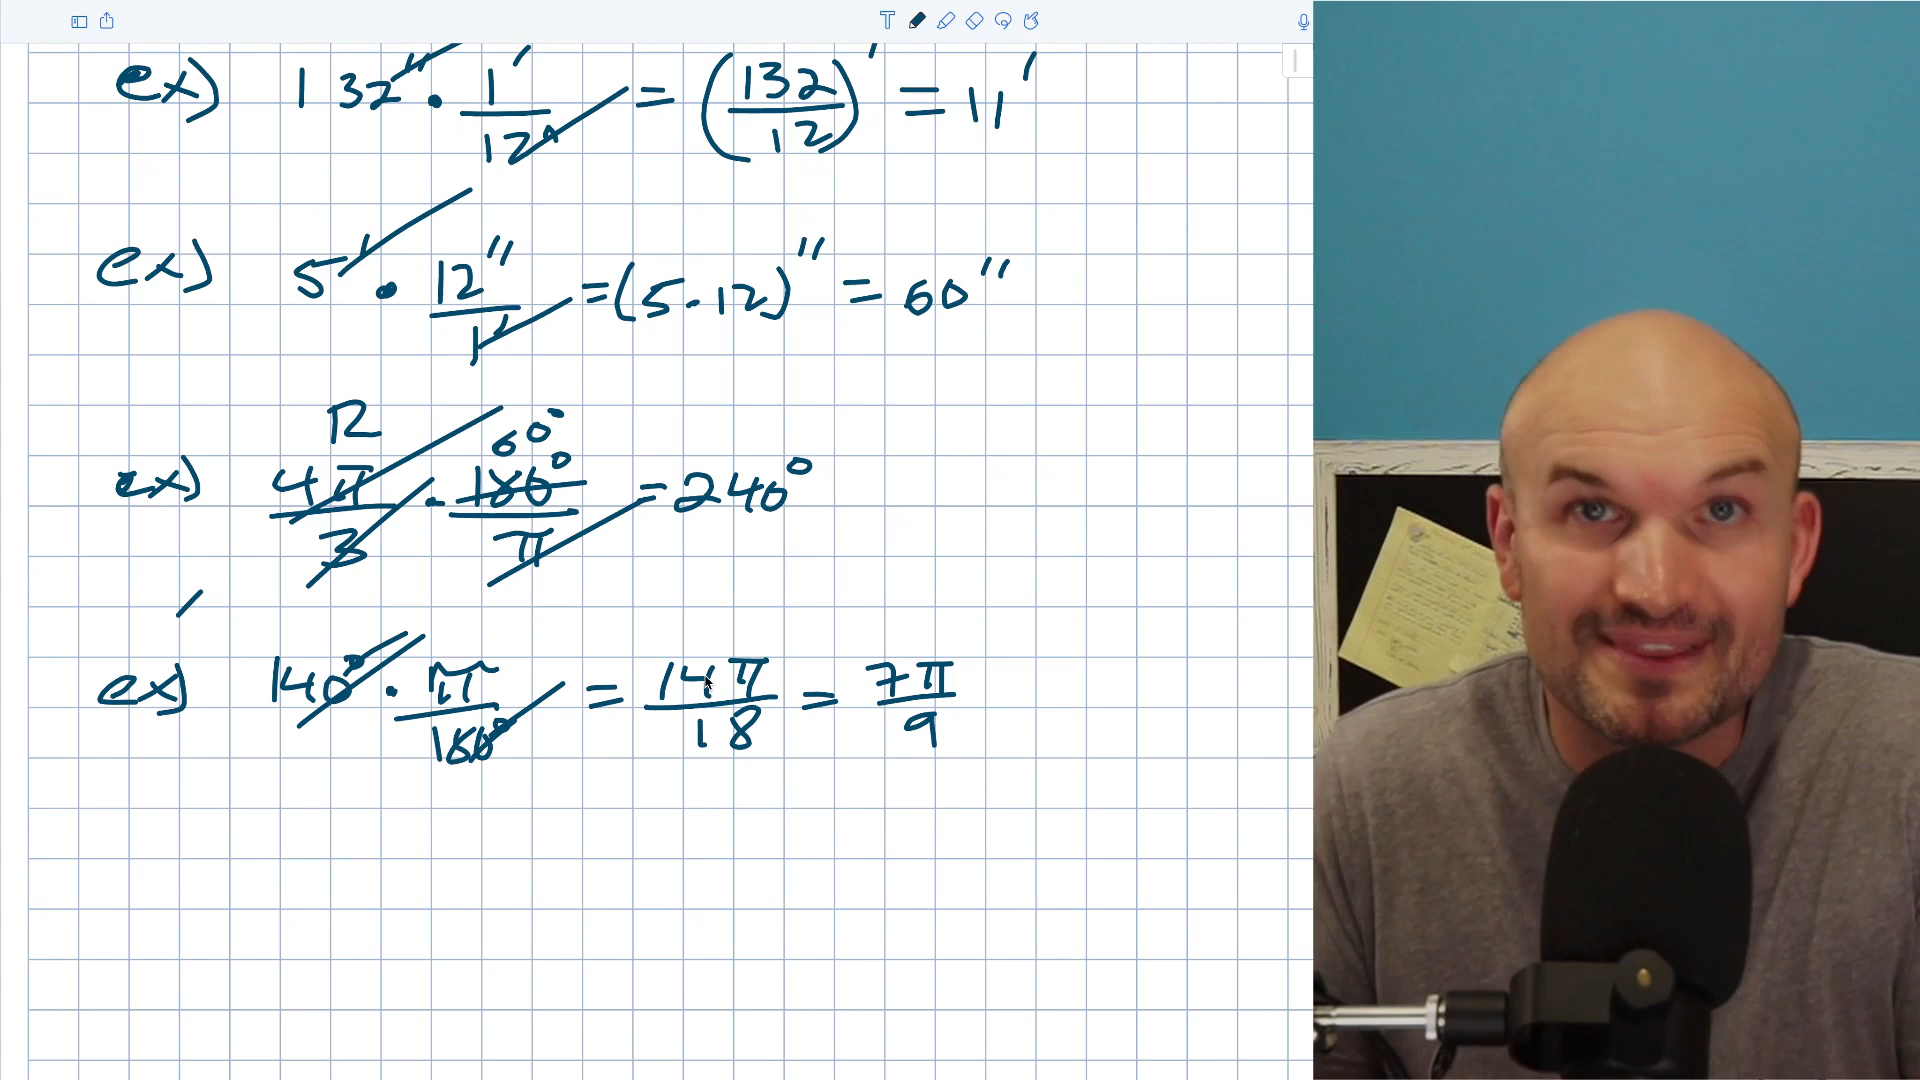 ex) 132" · 1'/12" = (132/12)' = 11'
ex) 5' · 12"/1' = (5·12)" = 60"
R 60°
ex) 4π/3 · 180°/π = 240°
ex) 140° · π/180° = 14π/18 = 7π/9